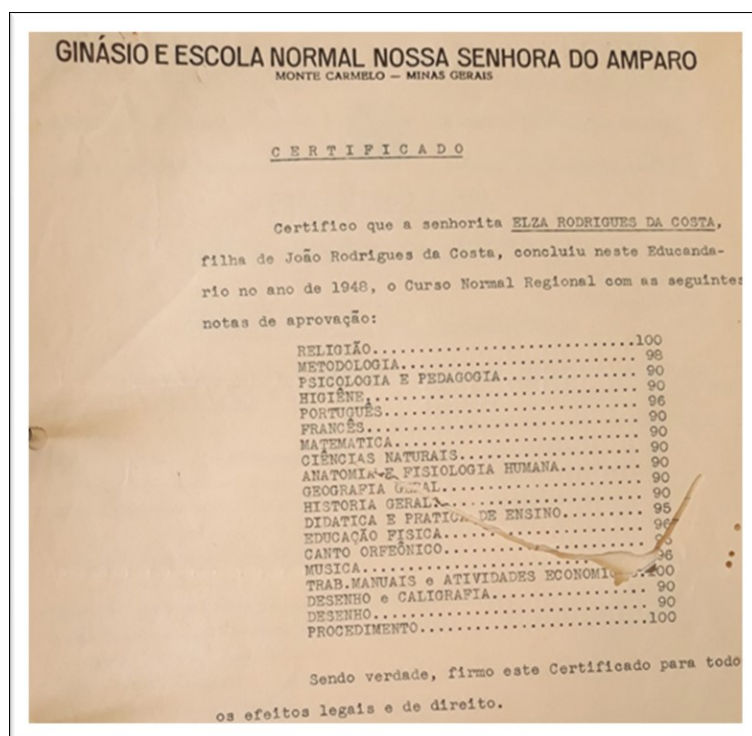 GINÁSIO E ESCOLA NORMAL NOSSA SENHORA DO AMPARO
MONTE CARMELO — MINAS GERAIS
CERTIFICADO
Certifico que a senhorita ELZA RODRIGUES DA COSTA,
filha de João Rodrigues da Costa, concluiu neste Educanda-
rio no ano de 1948, o Curso Normal Regional com as seguintes
notas de aprovação:
RELIGIÃO..............................100
METODOLOGIA........................... 98
PSICOLOGIA E PEDAGOGIA............... 90
HIGIÊNE,.............................. 90
PORTUGUÊS............................. 96
FRANCÊS............................... 90
MATEMATICA............................ 90
CIÊNCIAS NATURAIS.................... 90
ANATOMIA E FISIOLOGIA HUMANA......... 90
GEOGRAFIA GERAL...................... 90
HISTORIA GERAL....................... 90
DIDATICA E PRATICA DE ENSINO......... 95
EDUCAÇÃO FISICA...................... 96
CANTO ORFEÔNICO......................
MUSICA............................... 96
TRAB.MANUAIS e ATIVIDADES ECONOMICAS.100
DESENHO e CALIGRAFIA................. 90
DESENHO.............................. 90
PROCEDIMENTO.........................100
Sendo verdade, firmo este Certificado para todo
os efeitos legais e de direito.